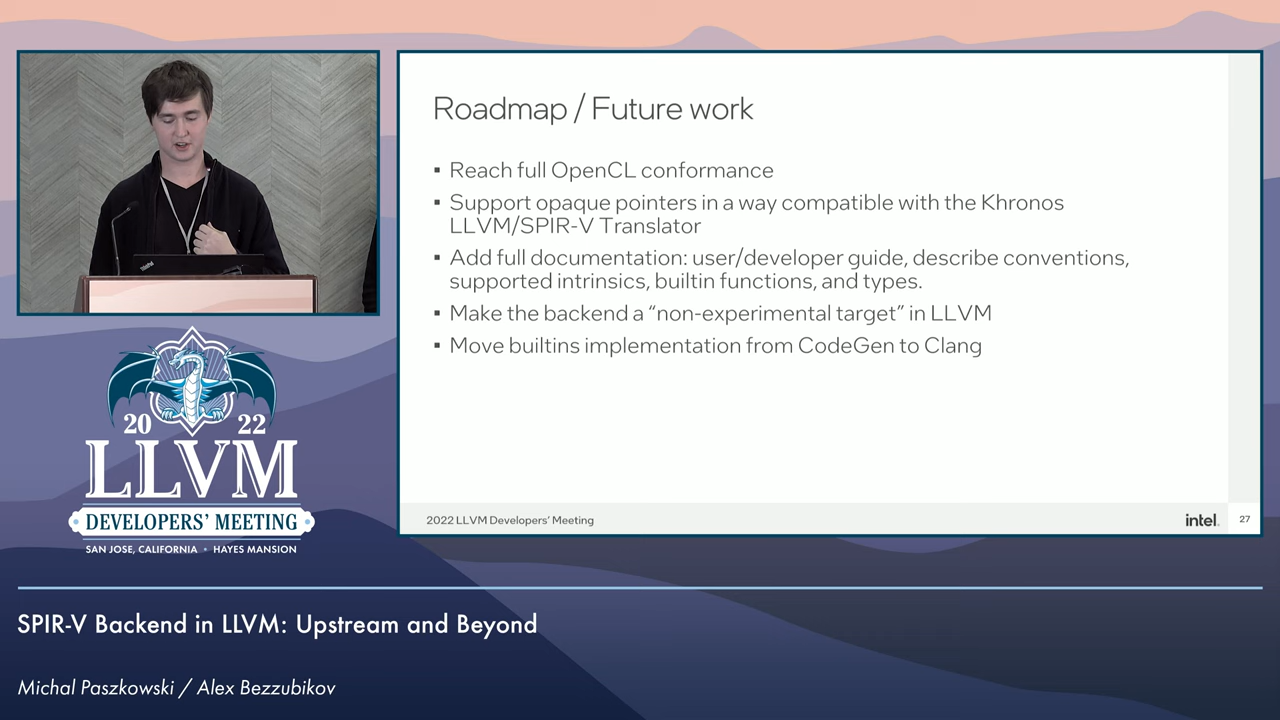 Roadmap / Future work
▪ Reach full OpenCL conformance
▪ Support opaque pointers in a way compatible with the Khronos
LLVM/SPIR-V Translator
▪ Add full documentation: user/developer guide, describe conventions,
supported intrinsics, builtin functions, and types.
▪ Make the backend a “non-experimental target” in LLVM
▪ Move builtins implementation from CodeGen to Clang
2022 LLVM Developers’ Meeting
intel.
27
20 22
LLVM
DEVELOPERS’ MEETING
SAN JOSE, CALIFORNIA • HAYES MANSION
SPIR-V Backend in LLVM: Upstream and Beyond
Michal Paszkowski / Alex Bezzubikov